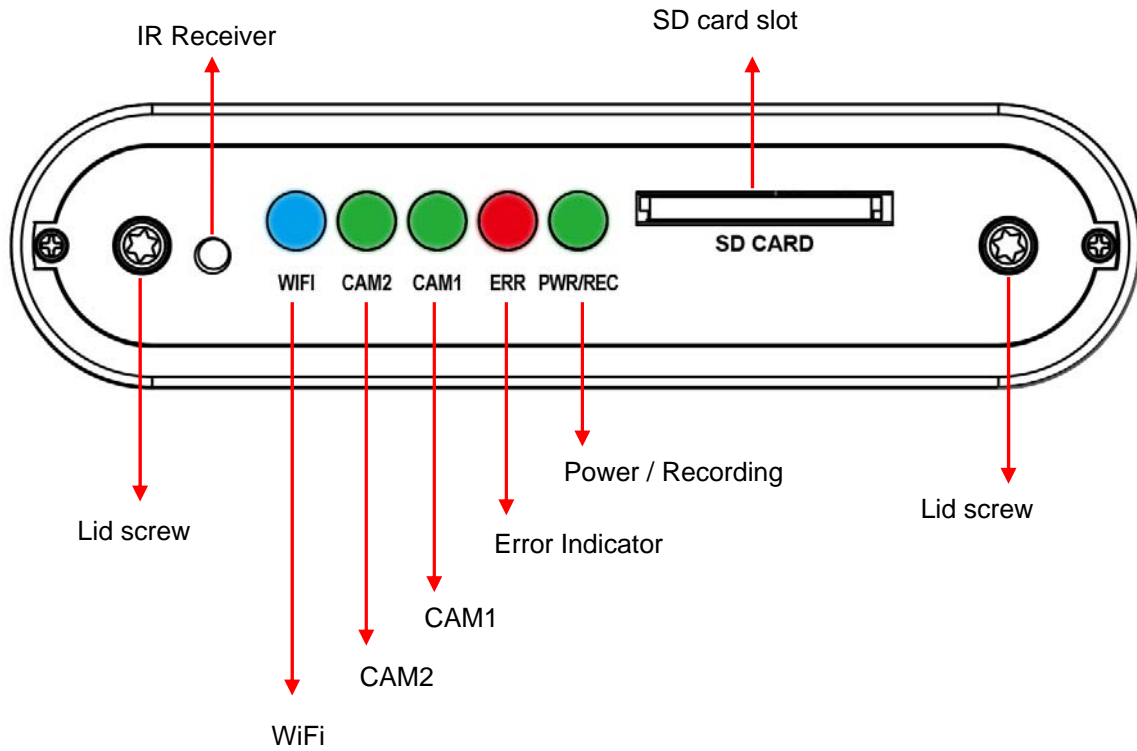 SD card slot
IR Receiver
SD CARD
WIFI CAM2 CAM1 ERR PWR/REC
Power / Recording
Lid screw
Lid screw
Error Indicator
CAM1
CAM2
WiFi